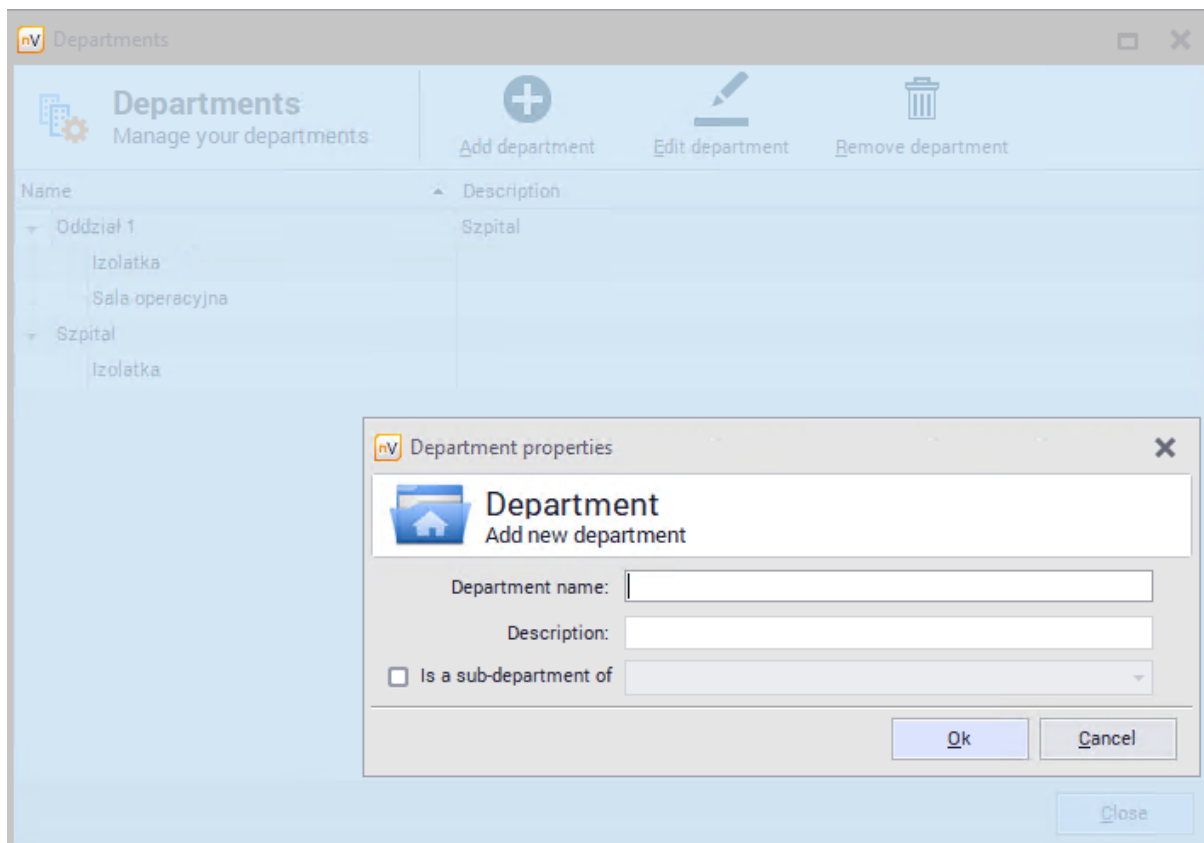 nV Departments
Departments
Manage your departments
Add department
Edit department
Remove department
Name
Description
Oddział 1
Szpital
Izolatka
Sala operacyjna
Szpital
Izolatka
nV Department properties
Department
Add new department
Department name:
Description:
Is a sub-department of
Ok
Cancel
Close